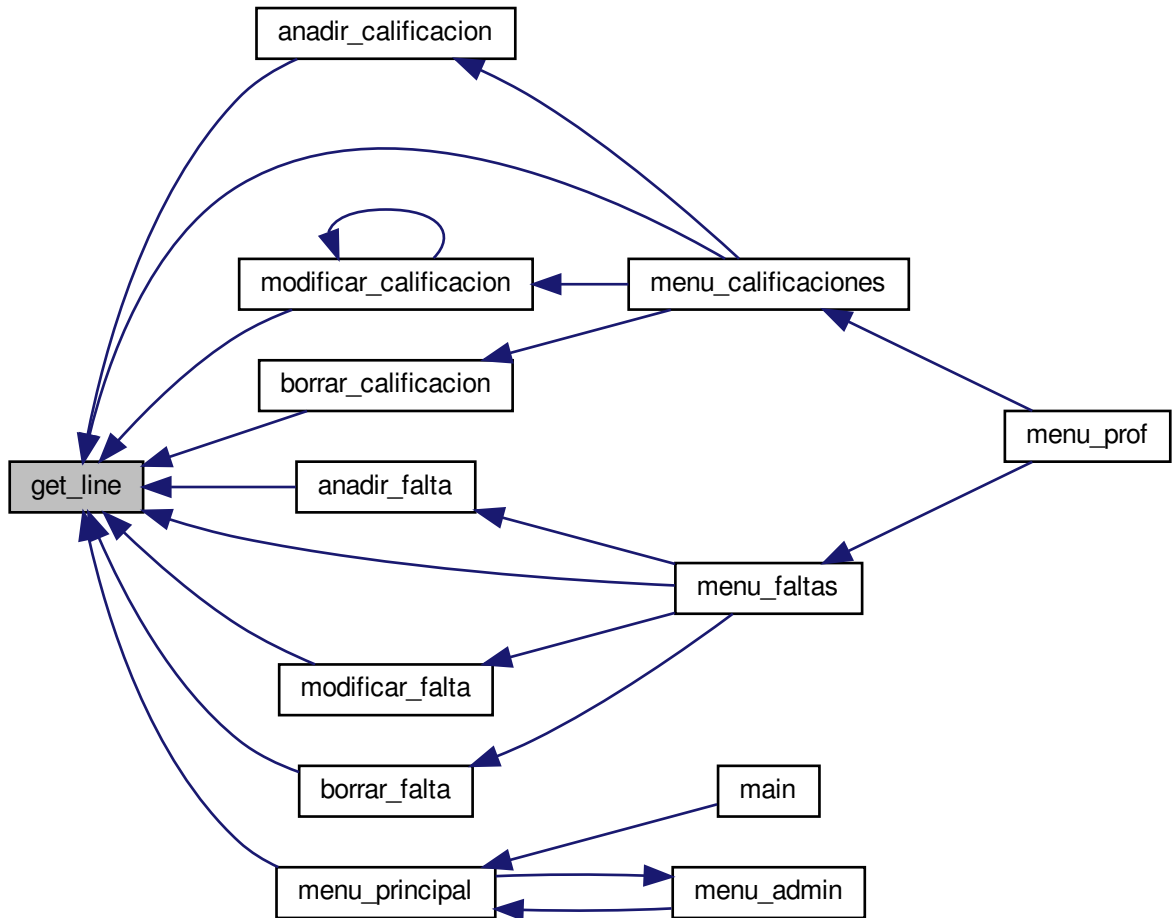 anadir_calificacion
modificar_calificacion
menu_calificaciones
borrar_calificacion
menu_prof
get_line
anadir_falta
menu_faltas
modificar_falta
borrar_falta
main
menu_principal
menu_admin